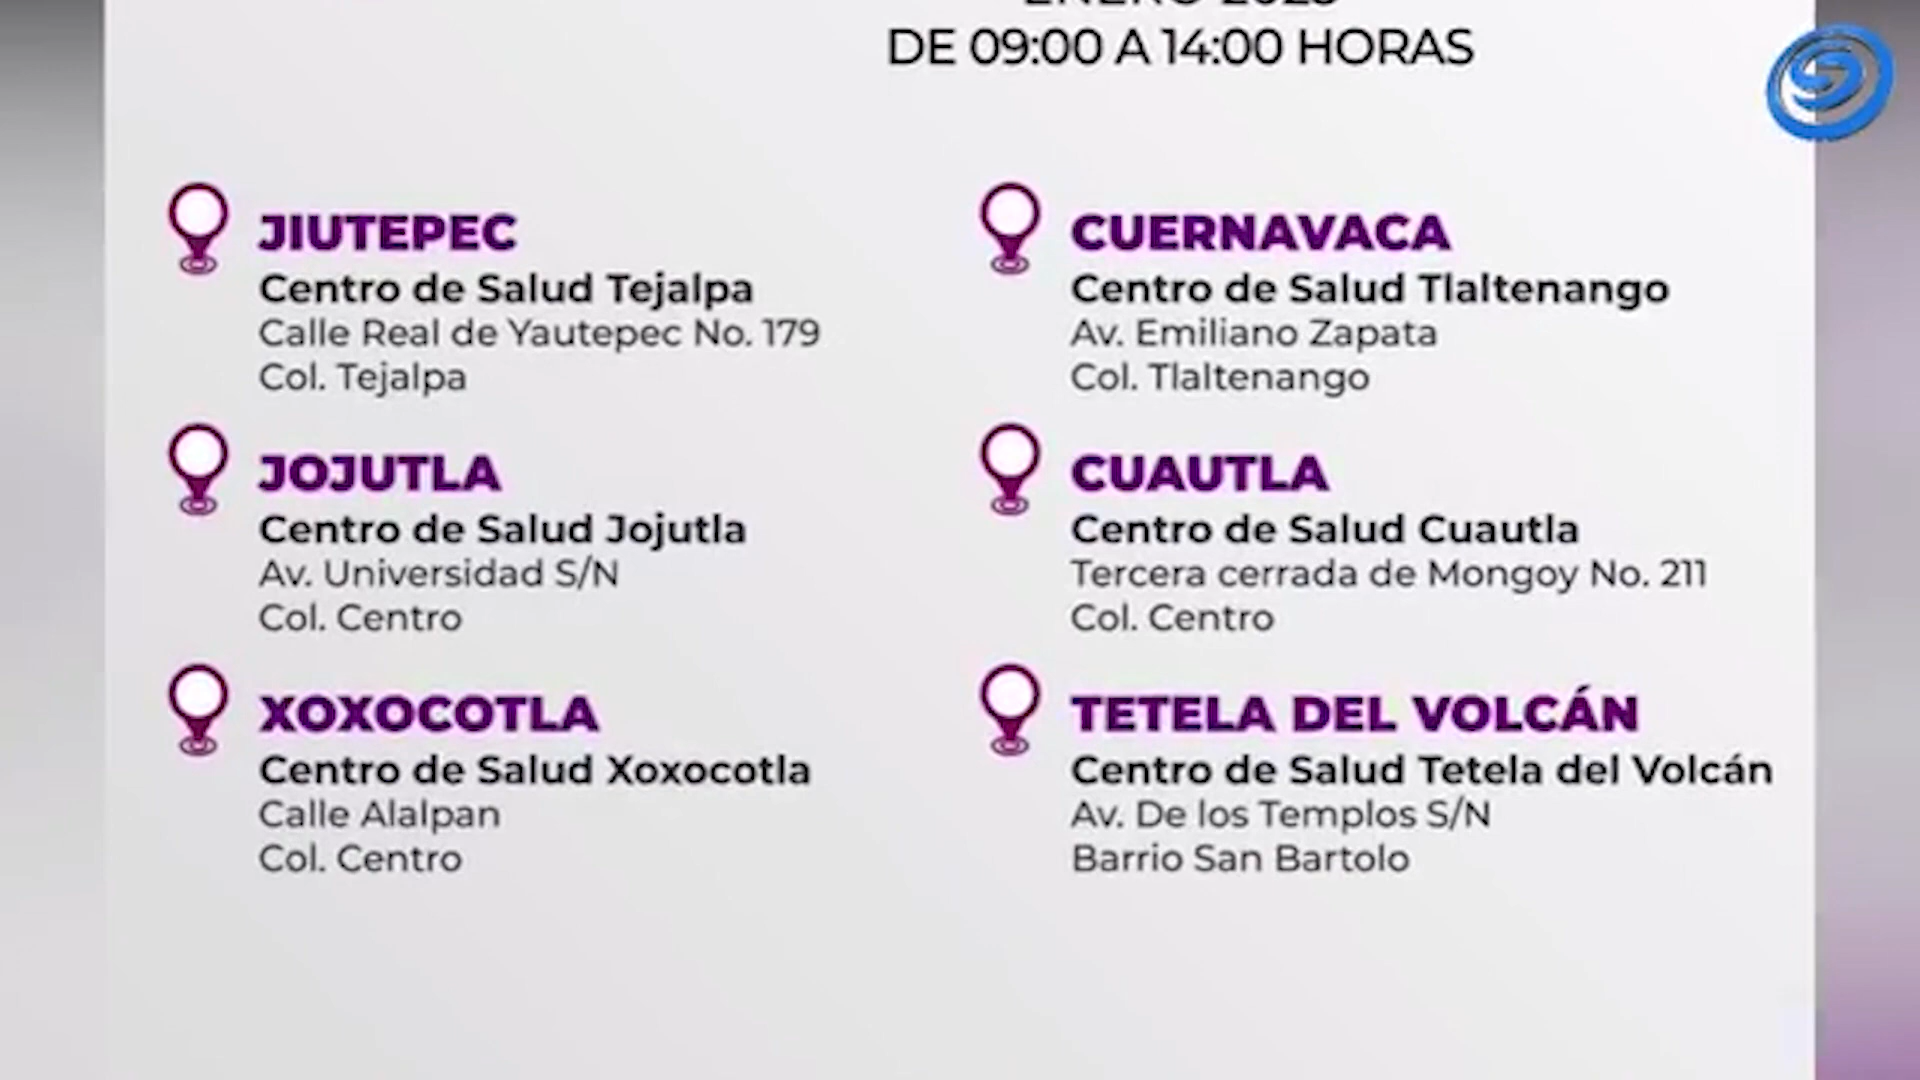 DE 09:00 A 14:00 HORAS
JIUTEPEC
Centro de Salud Tejalpa
Calle Real de Yautepec No. 179
Col. Tejalpa
CUERNAVACA
Centro de Salud Tlaltenango
Av. Emiliano Zapata
Col. Tlaltenango
JOJUTLA
Centro de Salud Jojutla
Av. Universidad S/N
Col. Centro
CUAUTLA
Centro de Salud Cuautla
Tercera cerrada de Mongoy No. 211
Col. Centro
XOXOCOTLA
Centro de Salud Xoxocotla
Calle Alalpan
Col. Centro
TETELA DEL VOLCÁN
Centro de Salud Tetela del Volcán
Av. De los Templos S/N
Barrio San Bartolo